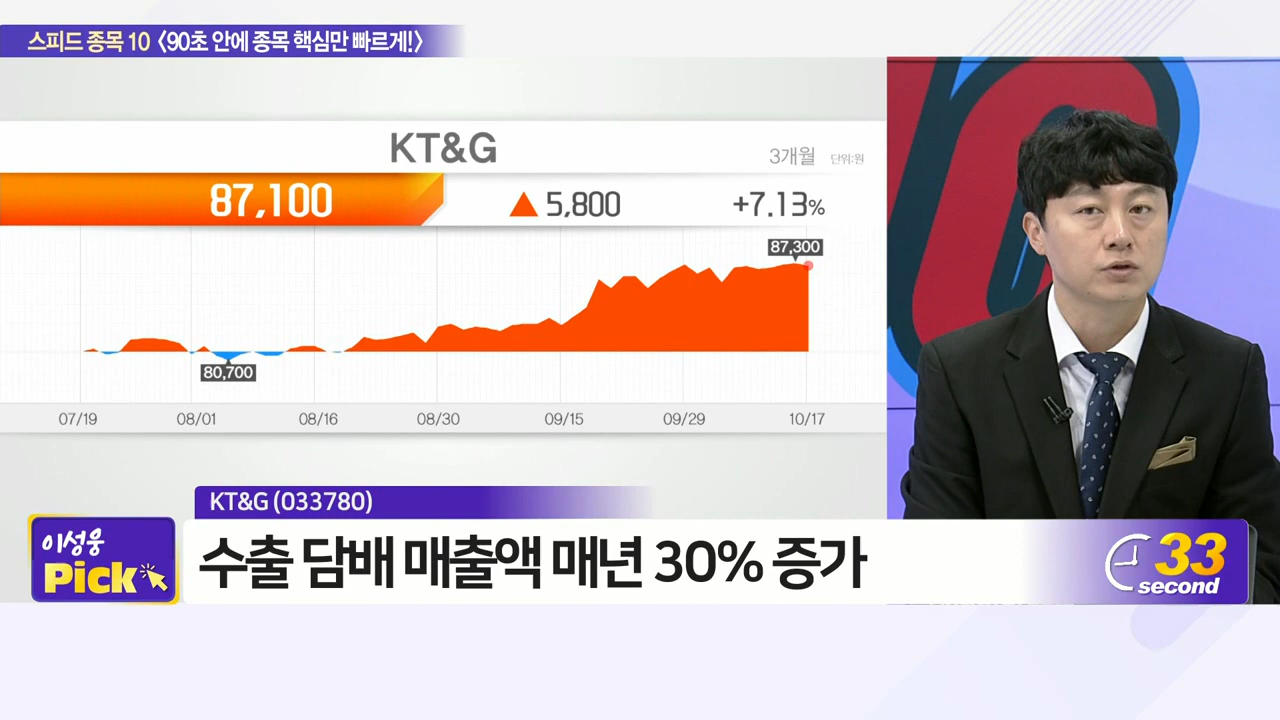 스피드 종목 10 〈90초 안에 종목 핵심만 빠르게!〉
KT&G
3개월 단위:원
87,100 ▲ 5,800 +7.13%
87,300
80,700
07/19 08/01 08/16 08/30 09/15 09/29 10/17
KT&G (033780)
이성웅
Pick
수출 담배 매출액 매년 30% 증가
33
second